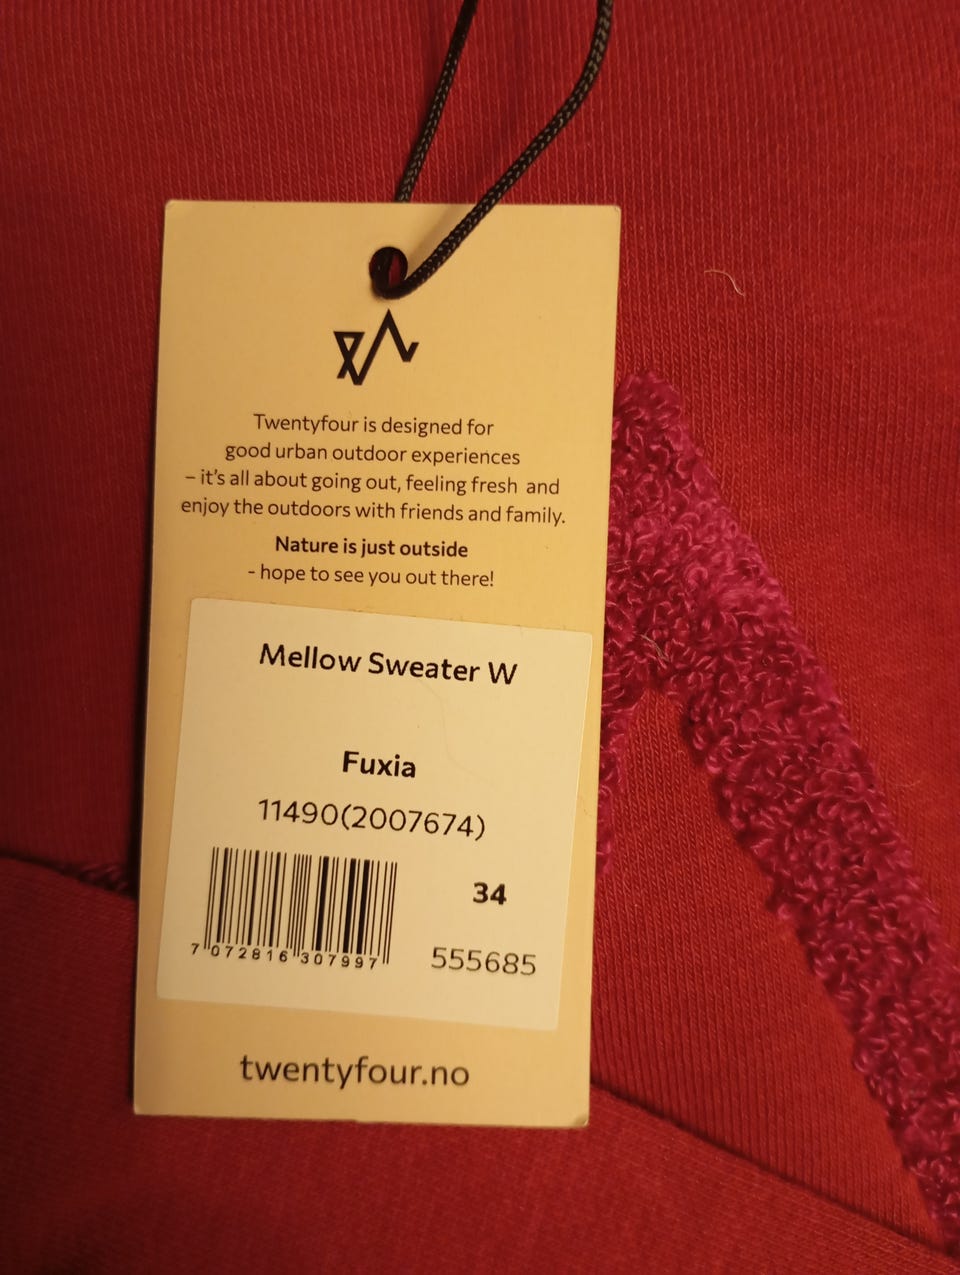 Twentyfour is designed for
good urban outdoor experiences
– it's all about going out, feeling fresh and
enjoy the outdoors with friends and family.
Nature is just outside
- hope to see you out there!
Mellow Sweater W
Fuxia
11490(2007674)
34
7 072816 307997
555685
twentyfour.no